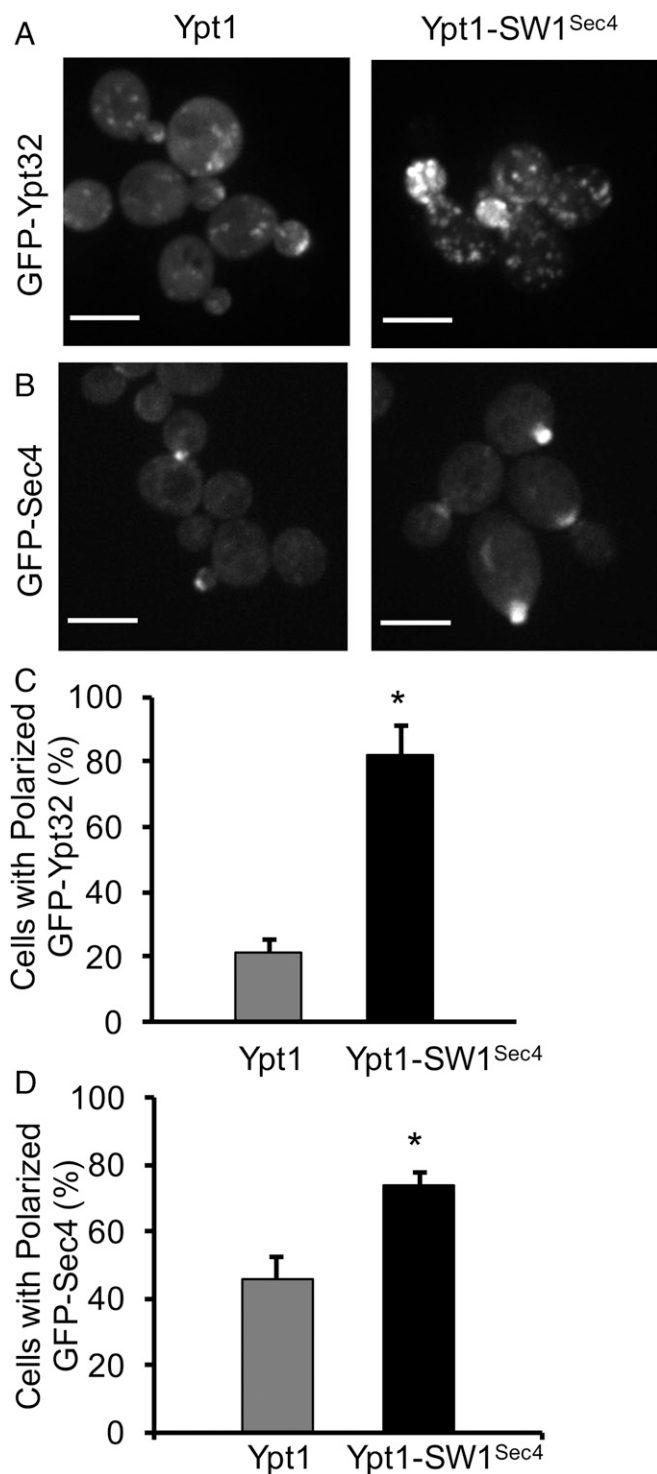 A
Ypt1
Ypt1-SW1Sec4
GFP-Ypt32
B
GFP-Sec4
C
Cells with Polarized
GFP-Ypt32 (%)
100
80
60
40
20
0
*
Ypt1
Ypt1-SW1Sec4
D
Cells with Polarized
GFP-Sec4 (%)
100
80
60
40
20
0
*
Ypt1
Ypt1-SW1Sec4